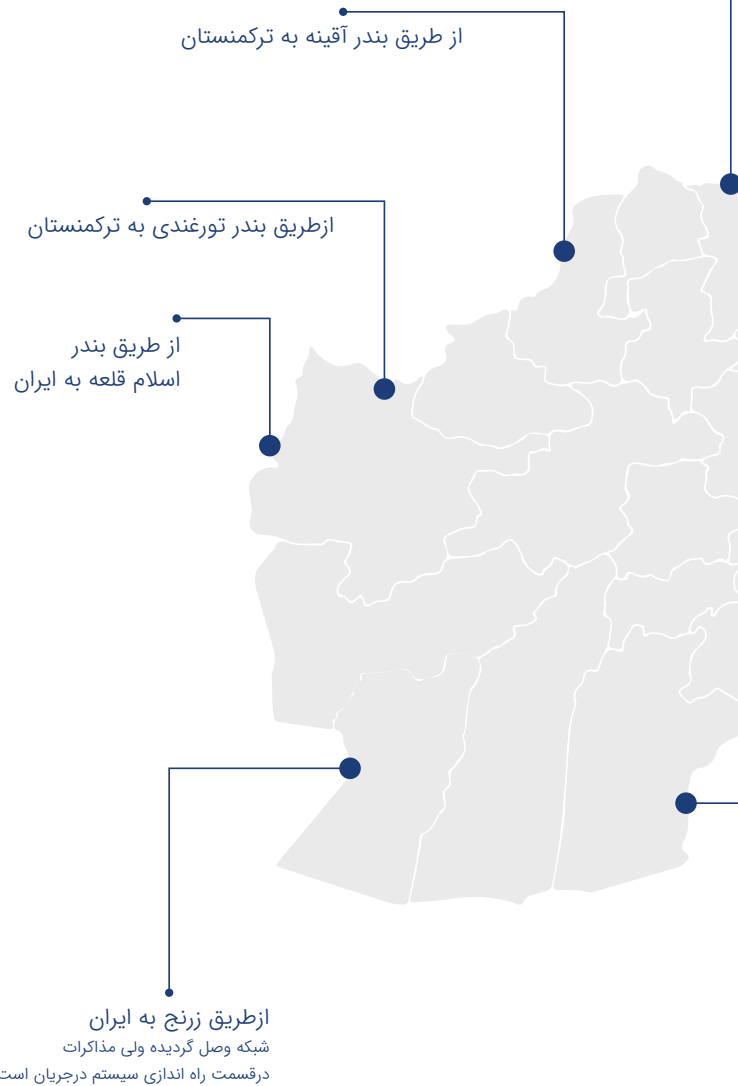 از طریق بندر آقینه به ترکمنستان
ازطریق بندر تورغندی به ترکمنستان
از طریق بندر
اسلام قلعه به ایران
ازطریق زرنج به ایران
شبکه وصل گردیده ولی مذاکرات
درقسمت راه اندازی سیستم درجریان است